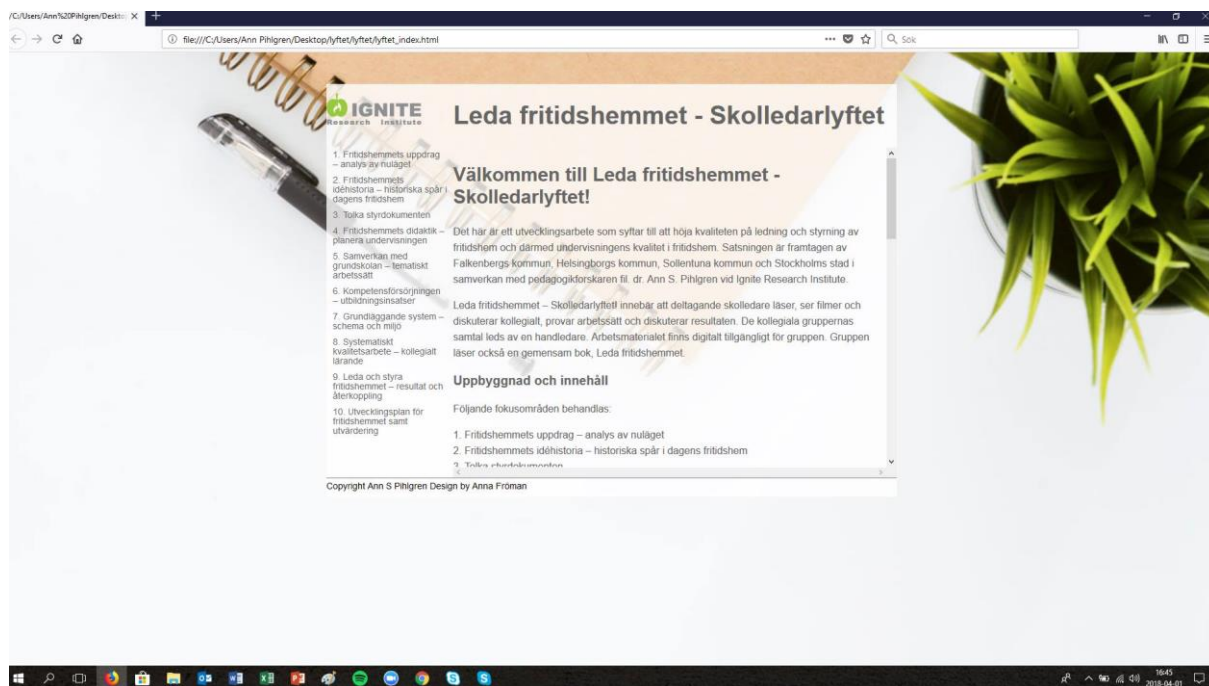 /C:/Users/Ann%20Pihlgren/Deskto
file:///C:/Users/Ann Pihlgren/Desktop/lyftet/lyftet/lyftet_index.html
Sök
IGNITE
Research Institute
Leda fritidshemmet - Skolledarlyftet
1. Fritidshemmets uppdrag
– analys av nuläget
2. Fritidshemmets
idéhistoria – historiska spår i
dagens fritidshem
3. Tolka styrdokumenten
4. Fritidshemmets didaktik –
planera undervisningen
5. Samverkan med
grundskolan – tematiskt
arbetssätt
6. Kompetensförsörjningen
– utbildningsinsatser
7. Grundläggande system –
schema och miljö
8. Systematiskt
kvalitetsarbete – kollegialt
lärande
9. Leda och styra
fritidshemmet – resultat och
återkoppling
10. Utvecklingsplan för
fritidshemmet samt
utvärdering
Välkommen till Leda fritidshemmet -
Skolledarlyftet!
Det här är ett utvecklingsarbete som syftar till att höja kvaliteten på ledning och styrning av
fritidshem och därmed undervisningens kvalitet i fritidshem. Satsningen är framtagen av
Falkenbergs kommun, Helsingborgs kommun, Sollentuna kommun och Stockholms stad i
samverkan med pedagogikforskaren fil. dr. Ann S. Pihlgren vid Ignite Research Institute.
Leda fritidshemmet – Skolledarlyftet! innebär att deltagande skolledare läser, ser filmer och
diskuterar kollegialt, provar arbetssätt och diskuterar resultaten. De kollegiala gruppernas
samtal leds av en handledare. Arbetsmaterialet finns digitalt tillgängligt för gruppen. Gruppen
läser också en gemensam bok, Leda fritidshemmet.
Uppbyggnad och innehåll
Följande fokusområden behandlas:
1. Fritidshemmets uppdrag – analys av nuläget
2. Fritidshemmets idéhistoria – historiska spår i dagens fritidshem
3. Tolka styrdokumenten
Copyright Ann S Pihlgren Design by Anna Fröman
16:45
2018-04-01